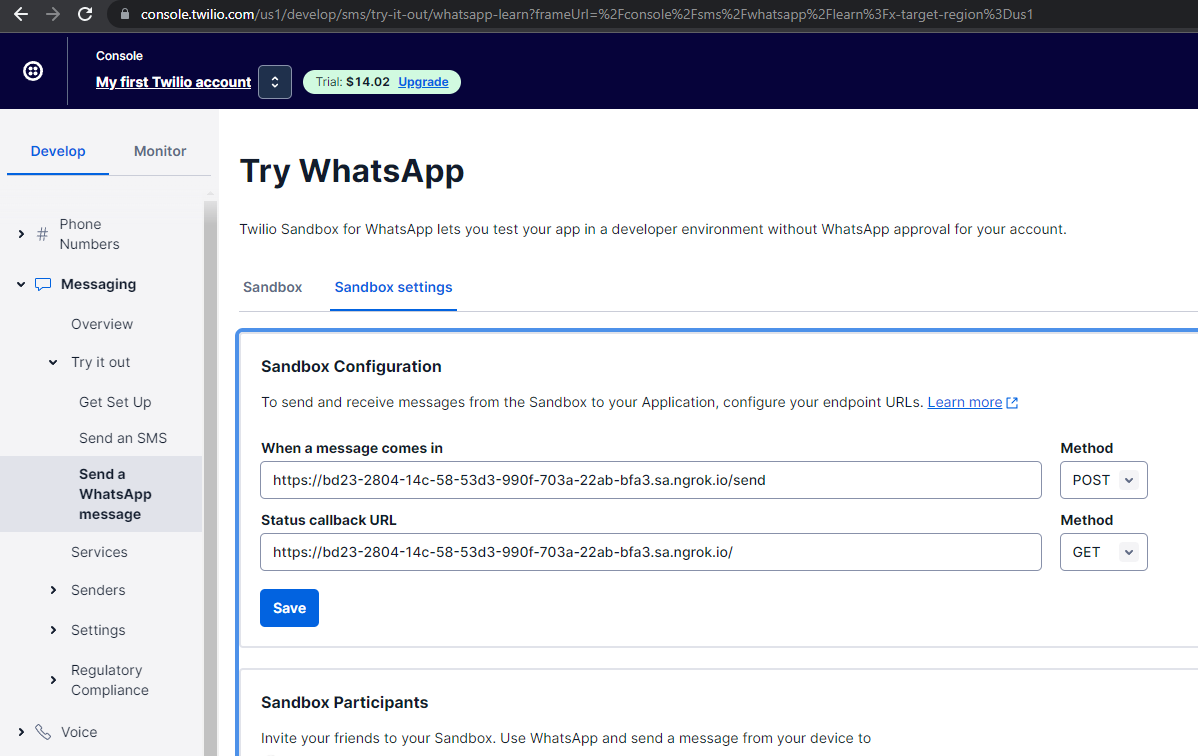 console.twilio.com/us1/develop/sms/try-it-out/whatsapp-learn?frameUrl=%2Fconsole%2Fsms%2Fwhatsapp%2Flearn%3Fx-target-region%3Dus1
Console
My first Twilio account
Trial: $14.02 Upgrade
Develop
Monitor
# Phone
Numbers
Messaging
Overview
Try it out
Get Set Up
Send an SMS
Send a
WhatsApp
message
Services
Senders
Settings
Regulatory
Compliance
Voice
Try WhatsApp
Twilio Sandbox for WhatsApp lets you test your app in a developer environment without WhatsApp approval for your account.
Sandbox
Sandbox settings
Sandbox Configuration
To send and receive messages from the Sandbox to your Application, configure your endpoint URLs. Learn more
When a message comes in
Method
https://bd23-2804-14c-58-53d3-990f-703a-22ab-bfa3.sa.ngrok.io/send
POST
Status callback URL
Method
https://bd23-2804-14c-58-53d3-990f-703a-22ab-bfa3.sa.ngrok.io/
GET
Save
Sandbox Participants
Invite your friends to your Sandbox. Use WhatsApp and send a message from your device to